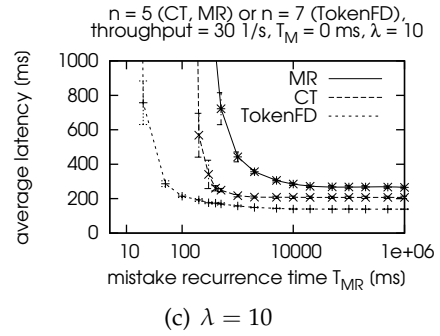 n = 5 (CT, MR) or n = 7 (TokenFD),
throughput = 30 1/s, T_M = 0 ms, λ = 10
MR
CT
TokenFD
average latency (ms)
1000
800
600
400
200
0
5 10 100 10000 1e+06
mistake recurrence time T_MR (ms)
(c) λ = 10